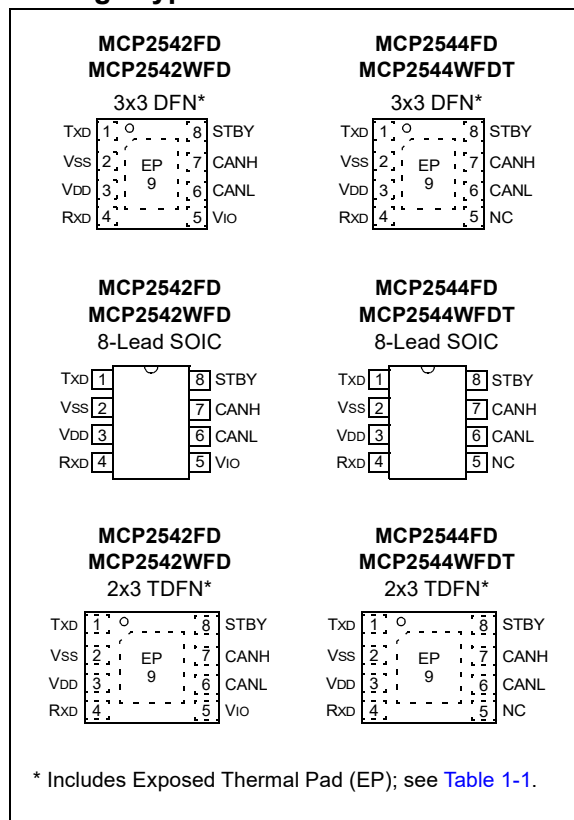 MCP2542FD
MCP2542WFD
3x3 DFN*
TXD 1 8 STBY
VSS 2 EP 7 CANH
VDD 3 9 6 CANL
RXD 4 5 VIO
MCP2544FD
MCP2544WFDT
3x3 DFN*
TXD 1 8 STBY
VSS 2 EP 7 CANH
VDD 3 9 6 CANL
RXD 4 5 NC
MCP2542FD
MCP2542WFD
8-Lead SOIC
TXD 1 8 STBY
VSS 2 7 CANH
VDD 3 6 CANL
RXD 4 5 VIO
MCP2544FD
MCP2544WFDT
8-Lead SOIC
TXD 1 8 STBY
VSS 2 7 CANH
VDD 3 6 CANL
RXD 4 5 NC
MCP2542FD
MCP2542WFD
2x3 TDFN*
TXD 1 8 STBY
VSS 2 EP 7 CANH
VDD 3 9 6 CANL
RXD 4 5 VIO
MCP2544FD
MCP2544WFDT
2x3 TDFN*
TXD 1 8 STBY
VSS 2 EP 7 CANH
VDD 3 9 6 CANL
RXD 4 5 NC
* Includes Exposed Thermal Pad (EP); see Table 1-1.